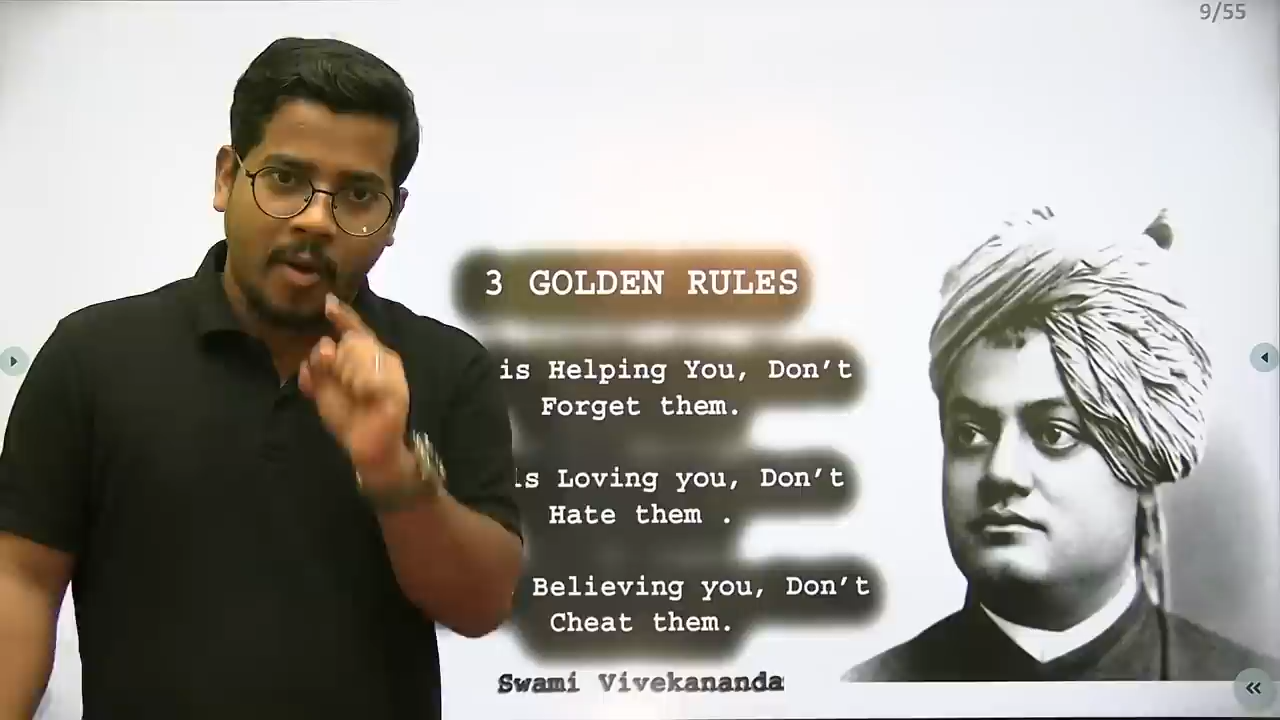 9/55
3 GOLDEN RULES
is Helping You, Don’t
Forget them.
is Loving you, Don’t
Hate them .
Believing you, Don’t
Cheat them.
Swami Vivekananda